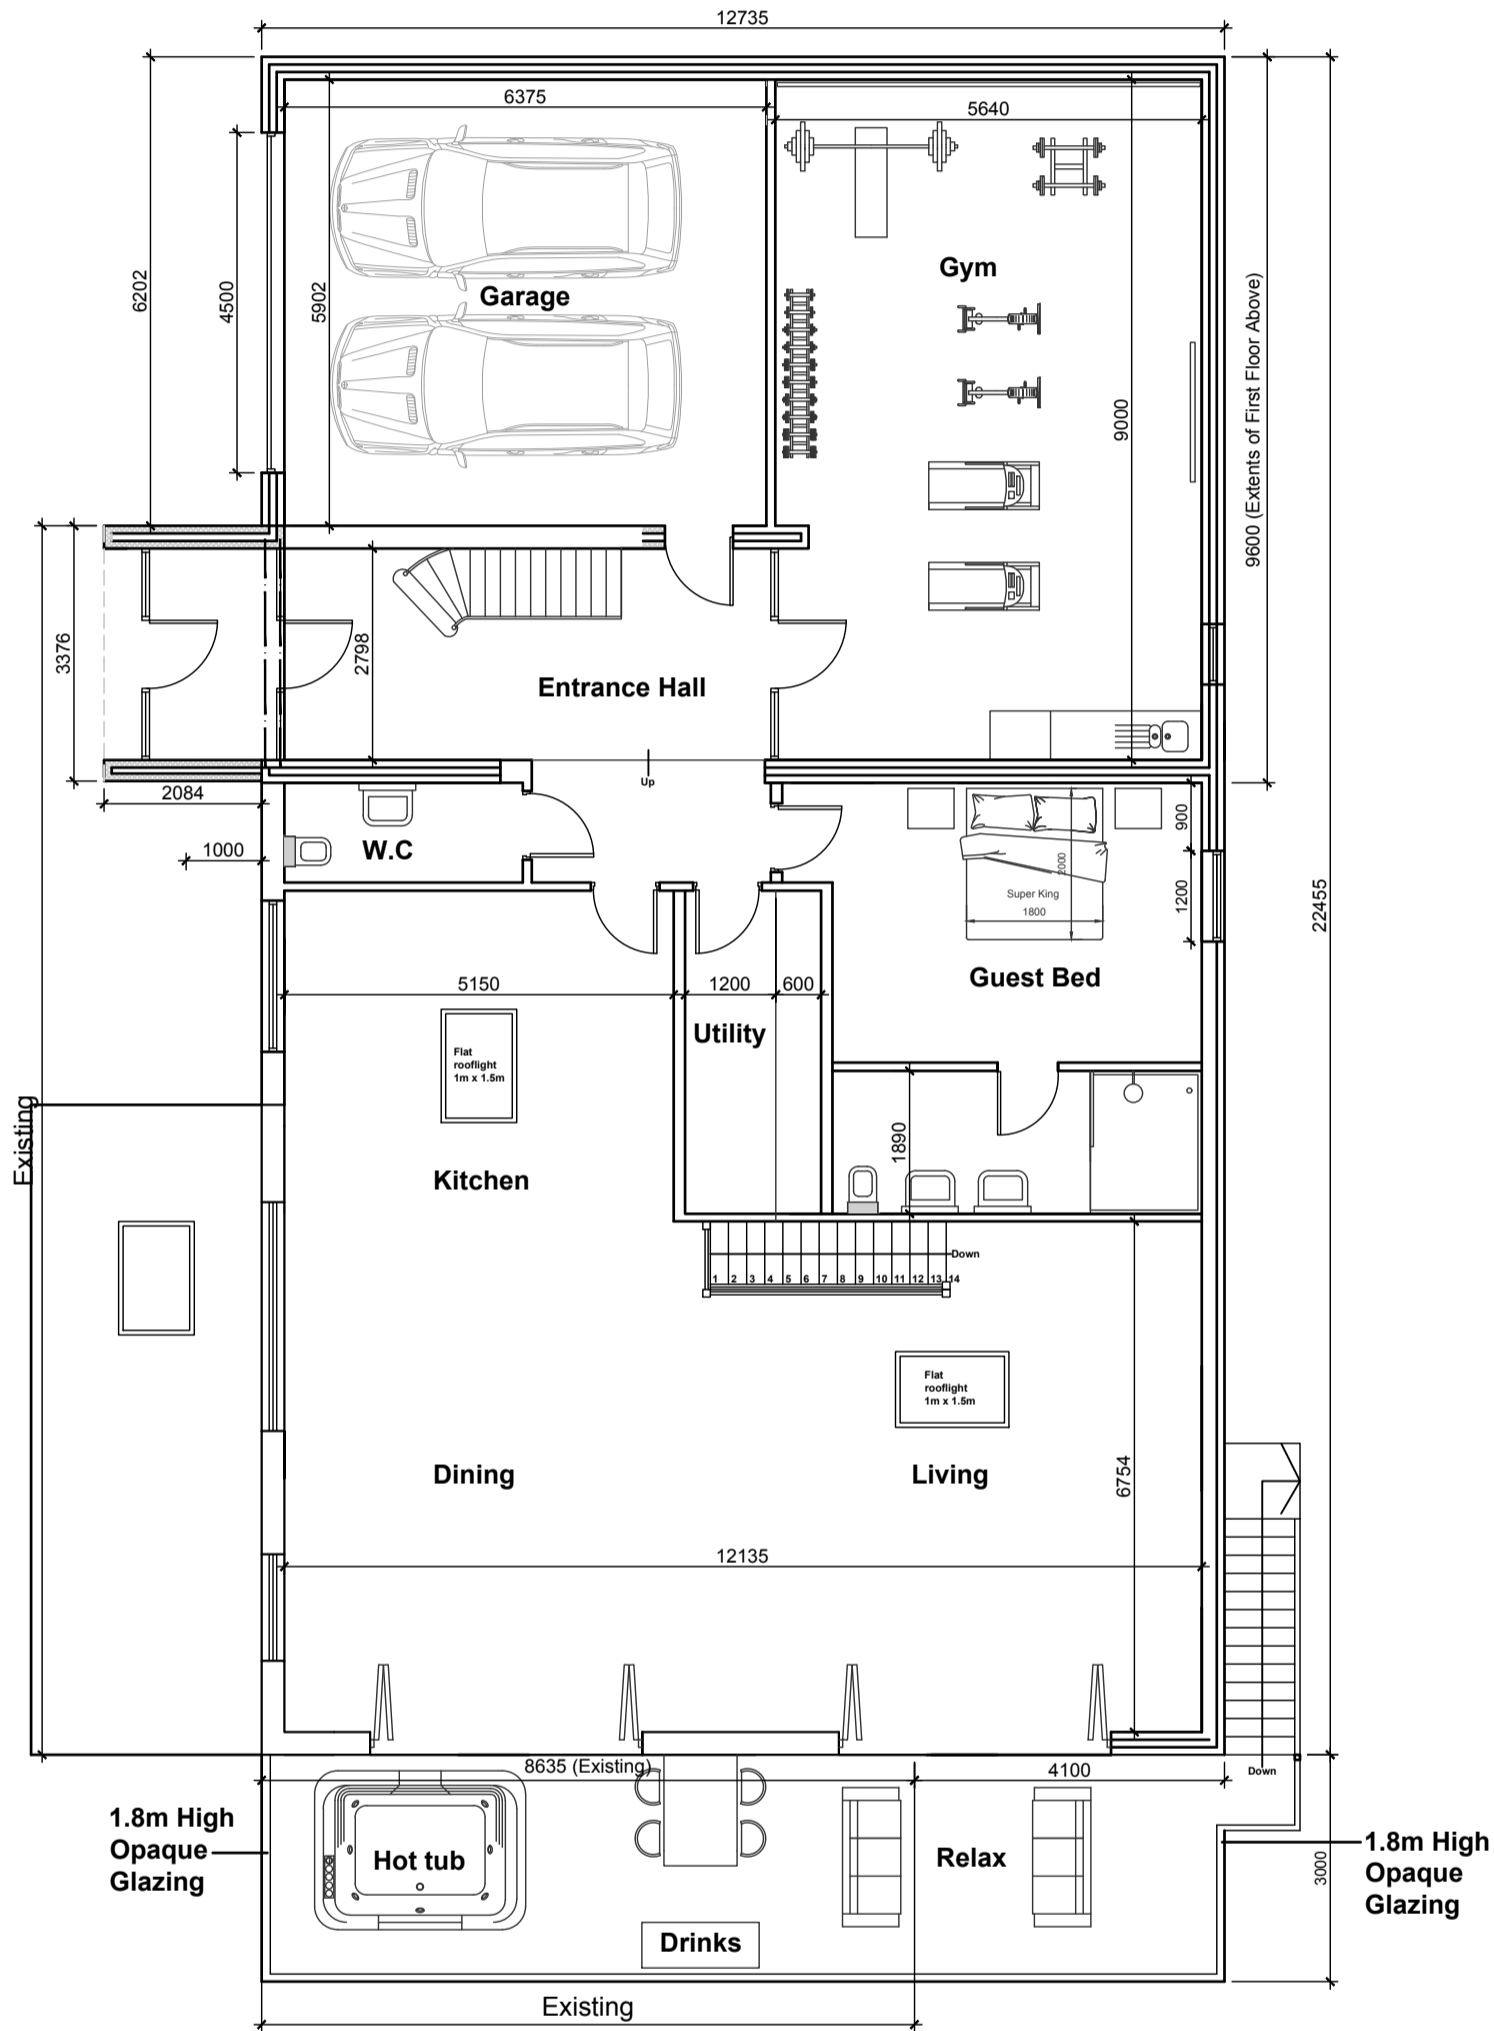 12735
6375
5640
6202
4500
5902
Garage
Gym
9000
9600 (Extents of First Floor Above)
3376
2798
Entrance Hall
Up
2084
1000
W.C
900
2000
Super King
1800
1200
22455
Guest Bed
5150
1200
600
Utility
Flat
rooflight
1m x 1.5m
Existing
1890
Kitchen
Down
1 2 3 4 5 6 7 8 9 10 11 12 13 14
Flat
rooflight
1m x 1.5m
Dining
Living
6754
12135
8635 (Existing)
4100
Down
1.8m High
Opaque
Glazing
Hot tub
Relax
1.8m High
Opaque
Glazing
3000
Drinks
Existing